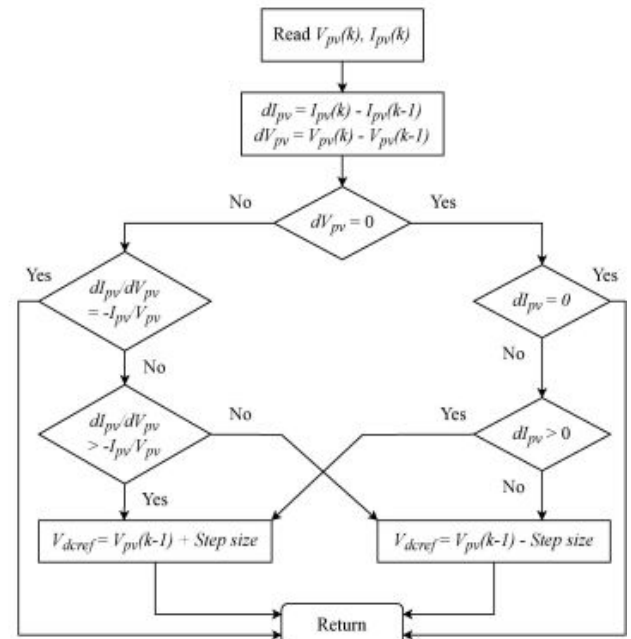 Read V_pv(k), I_pv(k)
dI_pv = I_pv(k) - I_pv(k-1)
dV_pv = V_pv(k) - V_pv(k-1)
No
dV_pv = 0
Yes
Yes
dI_pv/dV_pv
= -I_pv/V_pv
dI_pv = 0
Yes
No
No
dI_pv/dV_pv
> -I_pv/V_pv
No
Yes
dI_pv > 0
Yes
No
V_dcref = V_pv(k-1) + Step size
V_dcref = V_pv(k-1) - Step size
Return